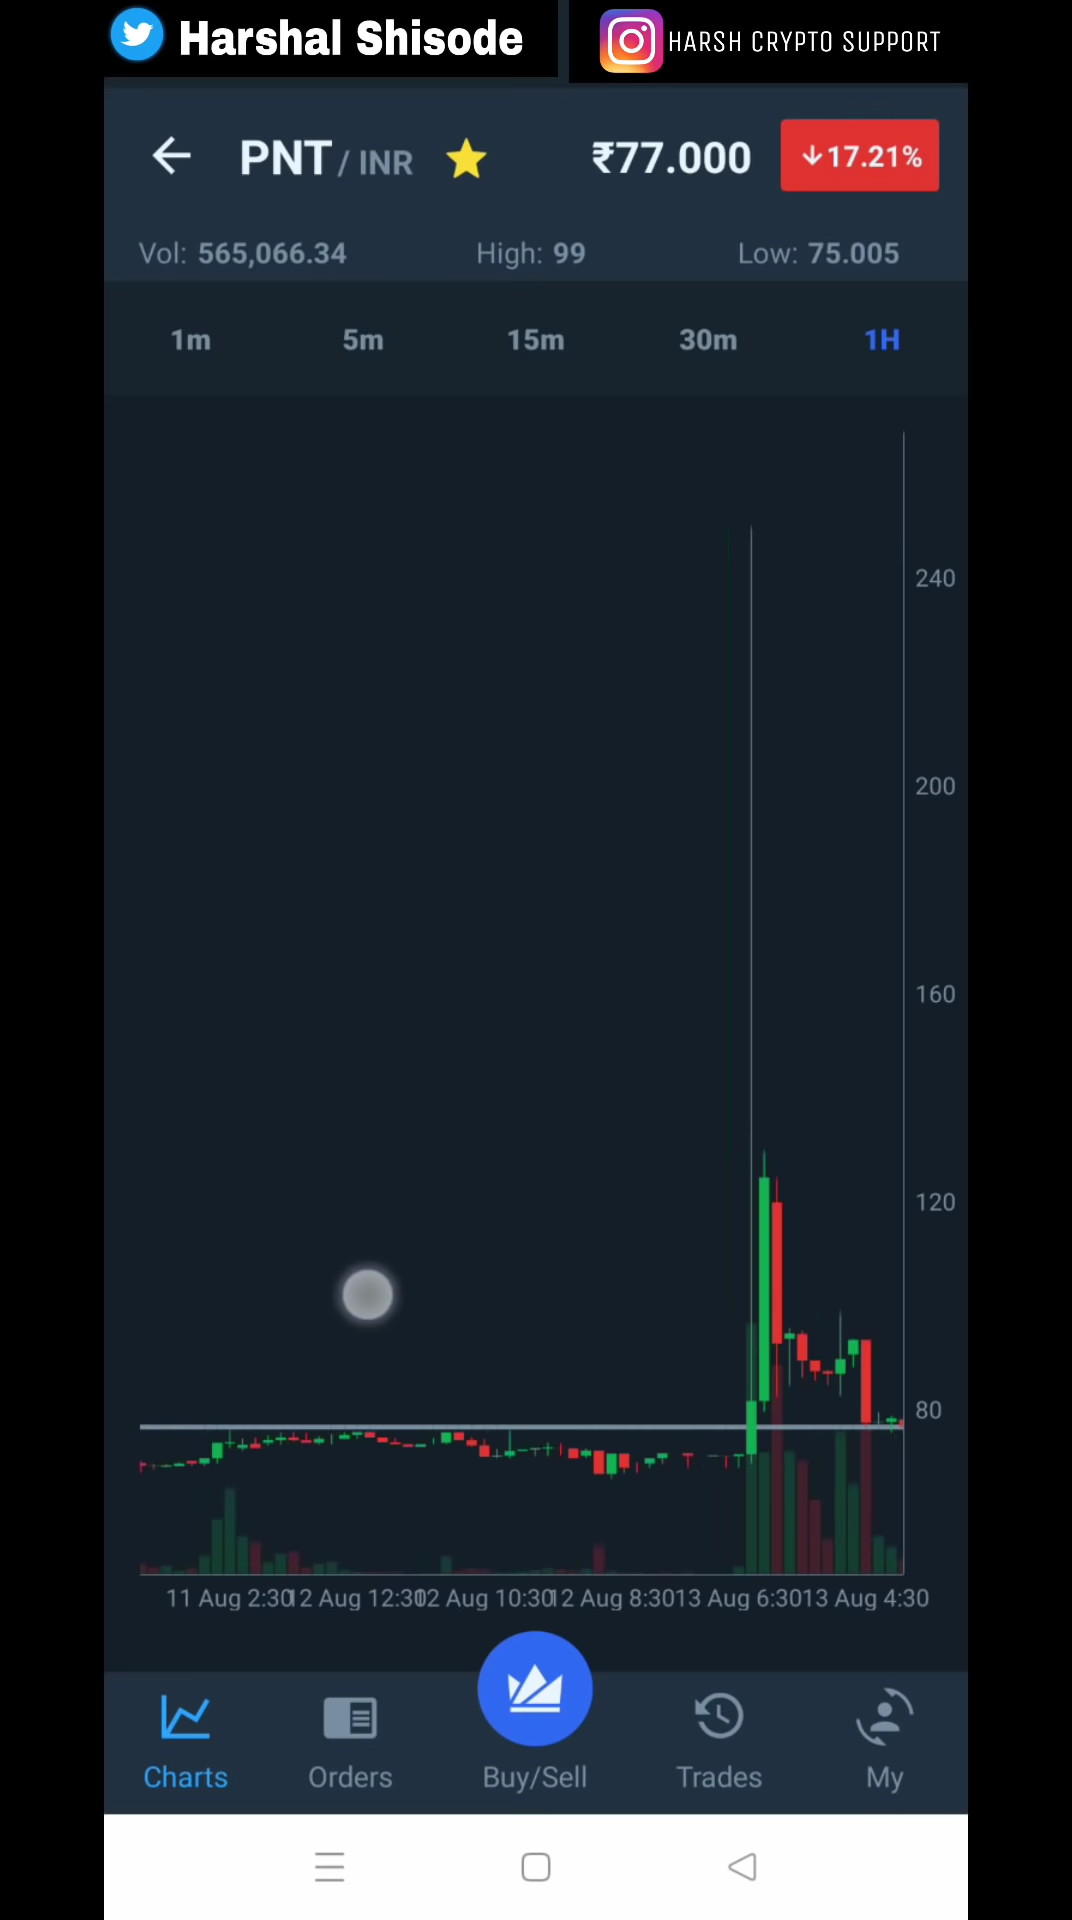 Harshal Shisode
HARSH CRYPTO SUPPORT
PNT / INR ₹77.000 ↓17.21%
Vol: 565,066.34 High: 99 Low: 75.005
1m 5m 15m 30m 1H
240
200
160
120
80
11 Aug 2:30 12 Aug 12:30 12 Aug 10:30 12 Aug 8:30 13 Aug 6:30 13 Aug 4:30
Charts Orders Buy/Sell Trades My